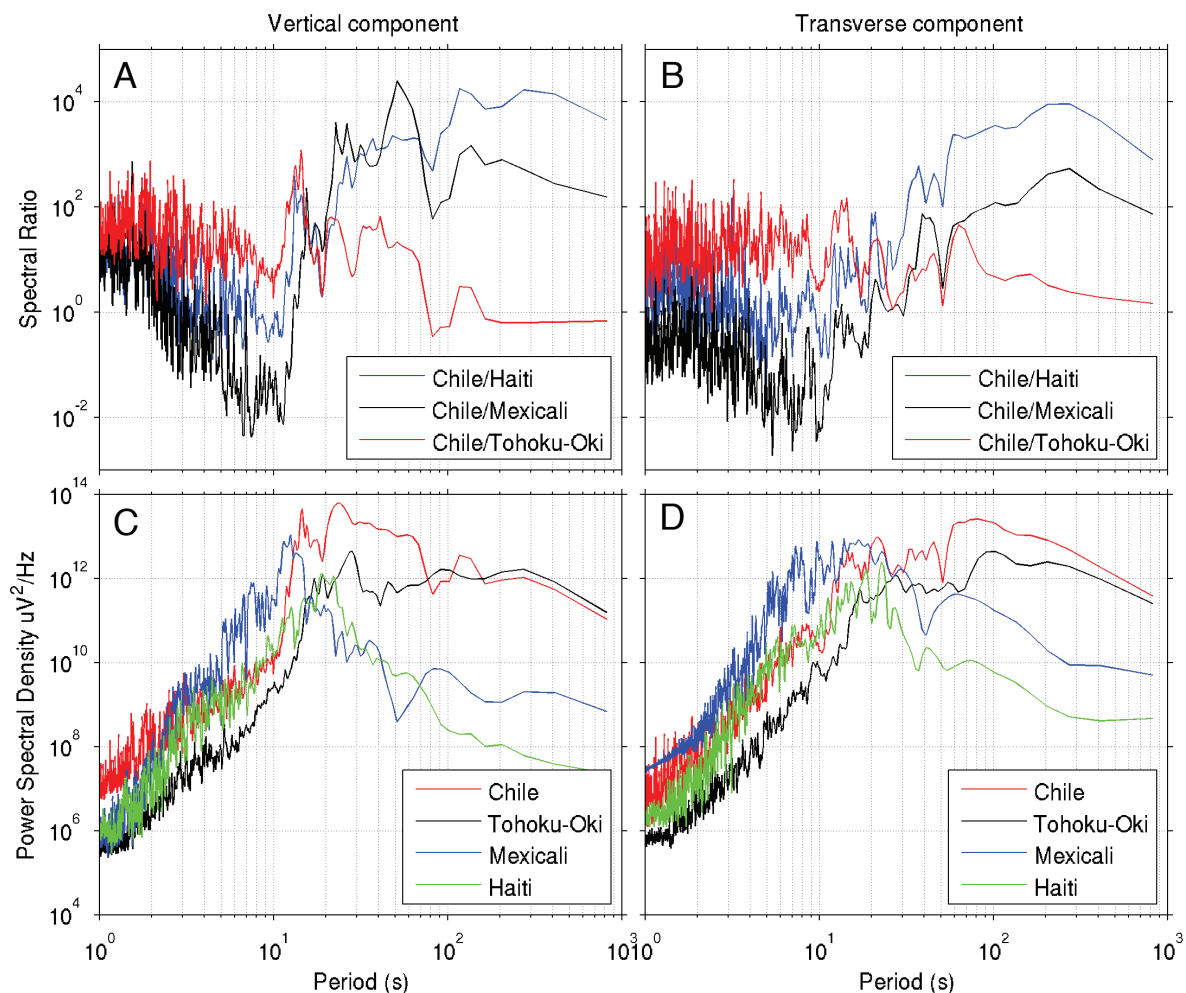 Vertical component
Transverse component
A
B
Spectral Ratio
10^4
10^2
10^0
10^-2
Chile/Haiti
Chile/Mexicali
Chile/Tohoku-Oki
Chile/Haiti
Chile/Mexicali
Chile/Tohoku-Oki
C
D
Power Spectral Density uV^2/Hz
10^14
10^12
10^10
10^8
10^6
10^4
Chile
Tohoku-Oki
Mexicali
Haiti
Chile
Tohoku-Oki
Mexicali
Haiti
10^0 10^1 10^2 10^3
10^0 10^1 10^2 10^3
Period (s)
Period (s)